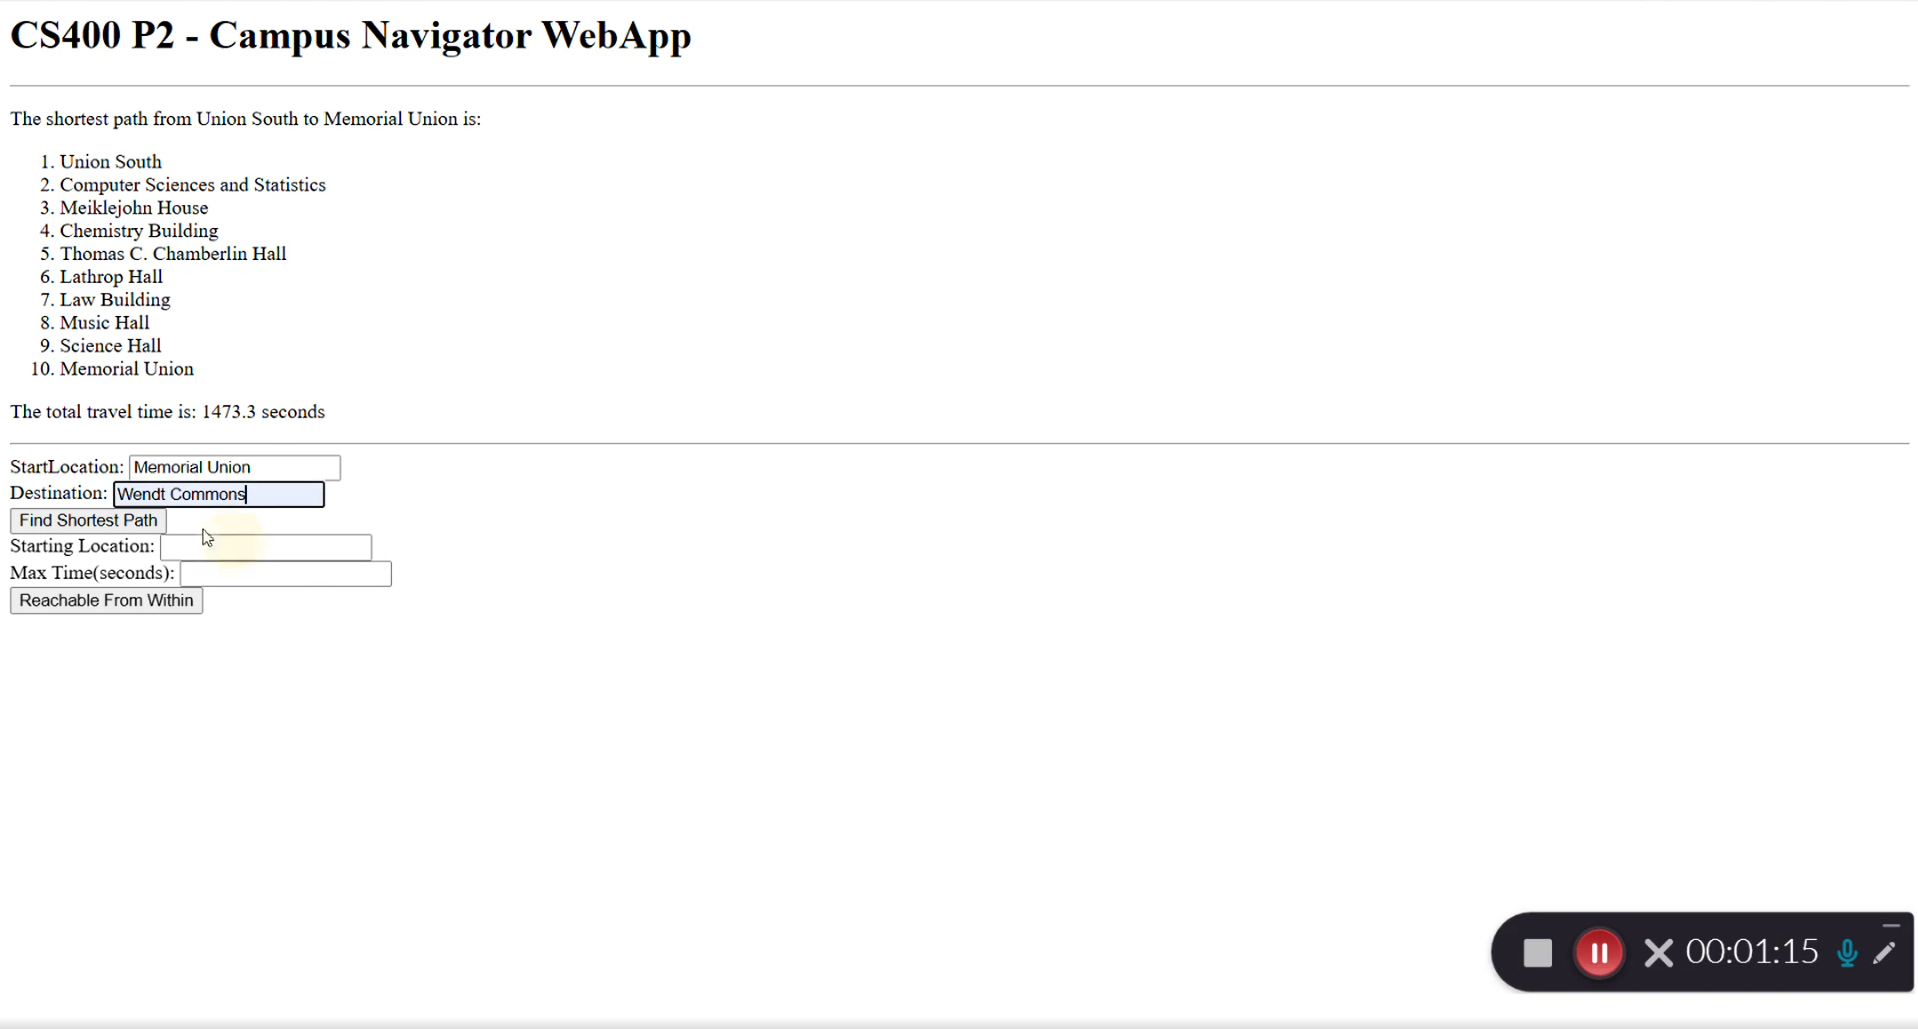 CS400 P2 - Campus Navigator WebApp
The shortest path from Union South to Memorial Union is:
1. Union South
2. Computer Sciences and Statistics
3. Meiklejohn House
4. Chemistry Building
5. Thomas C. Chamberlin Hall
6. Lathrop Hall
7. Law Building
8. Music Hall
9. Science Hall
10. Memorial Union
The total travel time is: 1473.3 seconds
StartLocation: Memorial Union
Destination: Wendt Commons
Find Shortest Path
Starting Location:
Max Time(seconds):
Reachable From Within
00:01:15